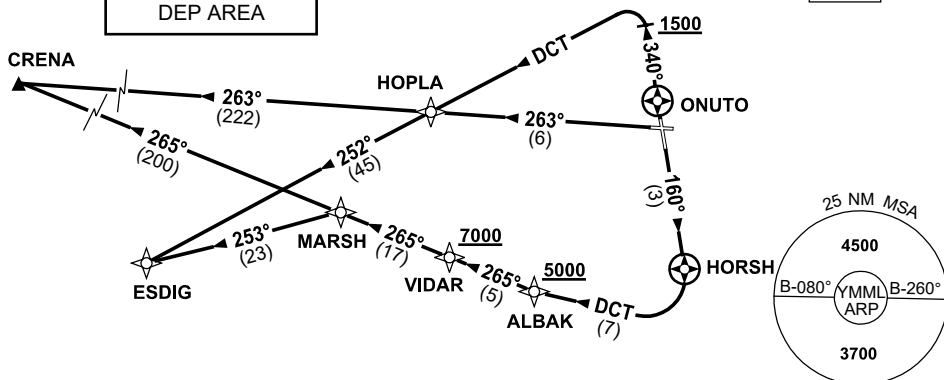 DEP AREA
1500
DCT
340°
CRENA
HOPLA
ONUTO
263°
(222)
263°
(6)
265°
(200)
252°
(45)
160°
(3)
MARSH
253°
(23)
265°
(17)
7000
VIDAR
265°
(5)
5000
HORSH
ESDIG
ALBAK
DCT
(7)
25 NM MSA
4500
B-080°
YMML
ARP
B-260°
3700